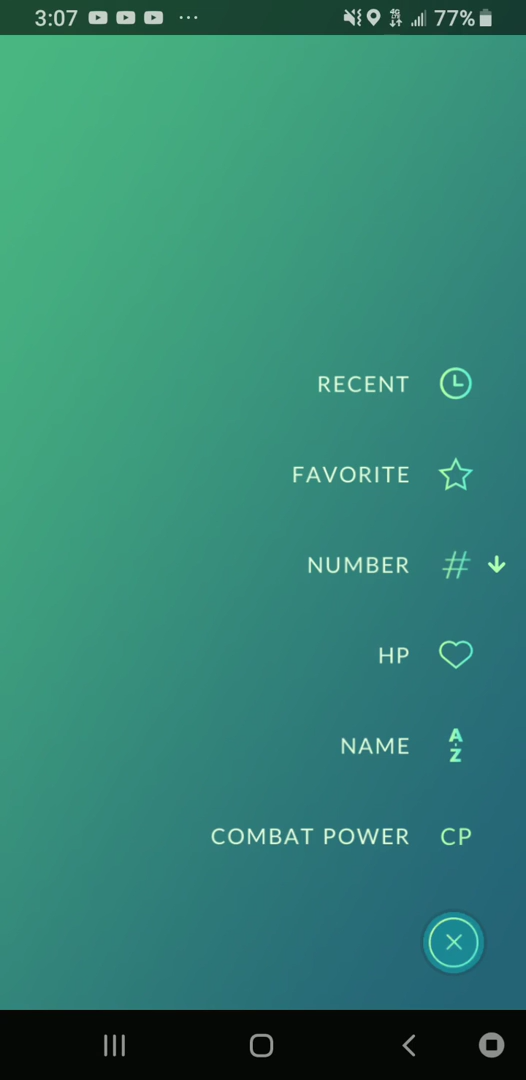 3:07 77%
RECENT
FAVORITE
NUMBER #
HP
NAME A-Z
COMBAT POWER CP